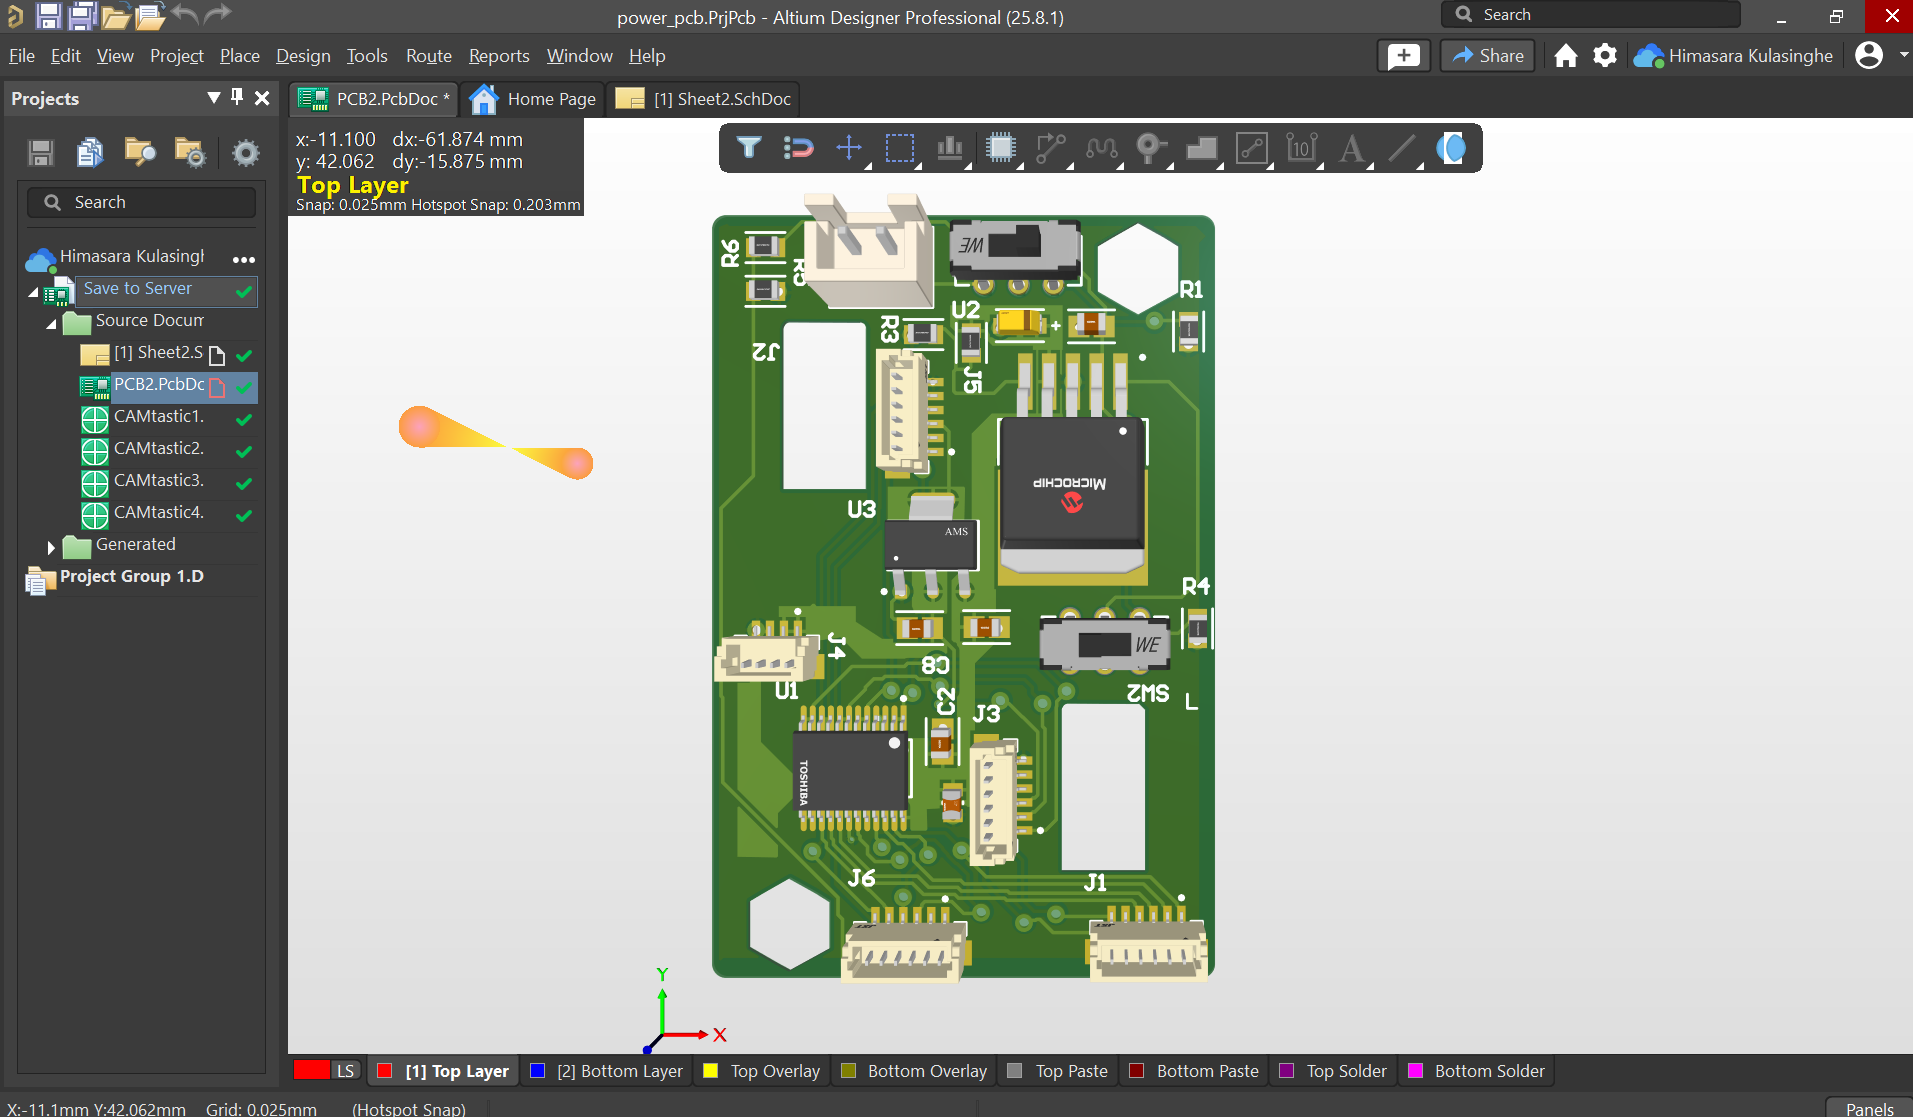 power_pcb.PrjPcb - Altium Designer Professional (25.8.1)
Search
File Edit View Project Place Design Tools Route Reports Window Help
Share
Himasara Kulasinghe
Projects
PCB2.PcbDoc *
Home Page
[1] Sheet2.SchDoc
x:-11.100 dx:-61.874 mm
y: 42.062 dy:-15.875 mm
Top Layer
Snap: 0.025mm Hotspot Snap: 0.203mm
10
A
Search
Himasara Kulasingh
Save to Server
Source Docum
[1] Sheet2.S
PCB2.PcbDc
CAMtastic1.
CAMtastic2.
CAMtastic3.
CAMtastic4.
Generated
Project Group 1.D
R6
R5
WE
U2
+
R1
R3
J2
J5
MICROCHIP
U3
AMS
R4
J4
WE
C8
U1
SW2
L
C2
J3
TOSHIBA
J6
J1
Y
X
LS
[1] Top Layer
[2] Bottom Layer
Top Overlay
Bottom Overlay
Top Paste
Bottom Paste
Top Solder
Bottom Solder
X:-11.1mm Y:42.062mm Grid: 0.025mm (Hotspot Snap)
Panels